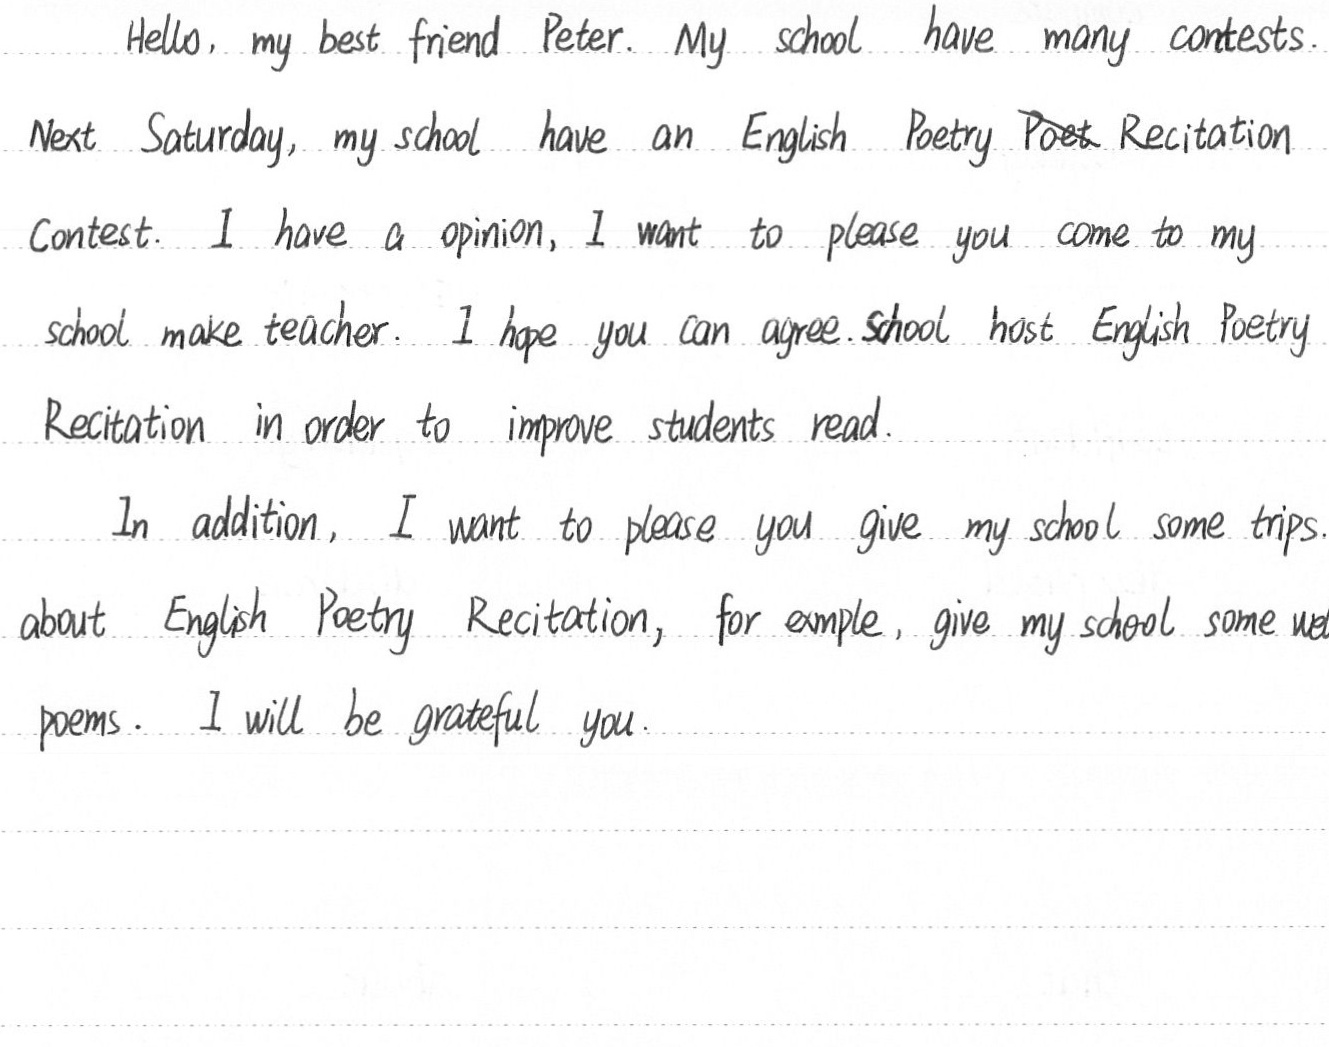 Hello, my best friend Peter. My school have many contests.
Next Saturday, my school have an English Poetry Poet Recitation
Contest. I have a opinion, I want to please you come to my
school make teacher. I hope you can agree. School host English Poetry
Recitation in order to improve students read.
In addition, I want to please you give my school some trips.
about English Poetry Recitation, for exmple, give my school some
poems. I will be grateful you.